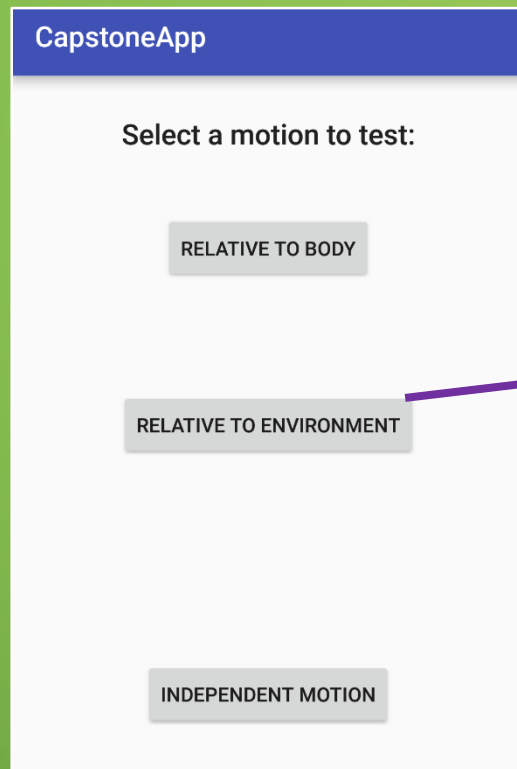 CapstoneApp
Select a motion to test:
RELATIVE TO BODY
RELATIVE TO ENVIRONMENT
INDEPENDENT MOTION